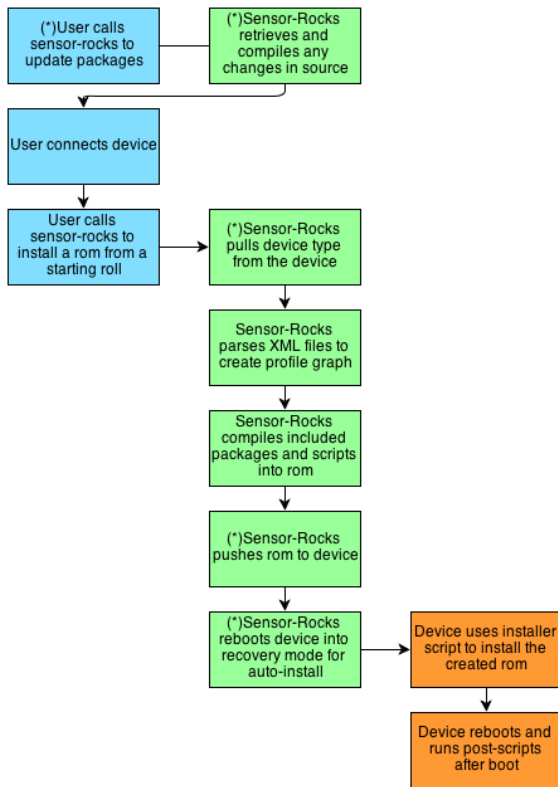 (*)User calls
sensor-rocks to
update packages
(*)Sensor-Rocks
retrieves and
compiles any
changes in source
User connects device
User calls
sensor-rocks to
install a rom from a
starting roll
(*)Sensor-Rocks
pulls device type
from the device
Sensor-Rocks
parses XML files to
create profile graph
Sensor-Rocks
compiles included
packages and scripts
into rom
(*)Sensor-Rocks
pushes rom to device
(*)Sensor-Rocks
reboots device into
recovery mode for
auto-install
Device uses installer
script to install the
created rom
Device reboots and
runs post-scripts
after boot